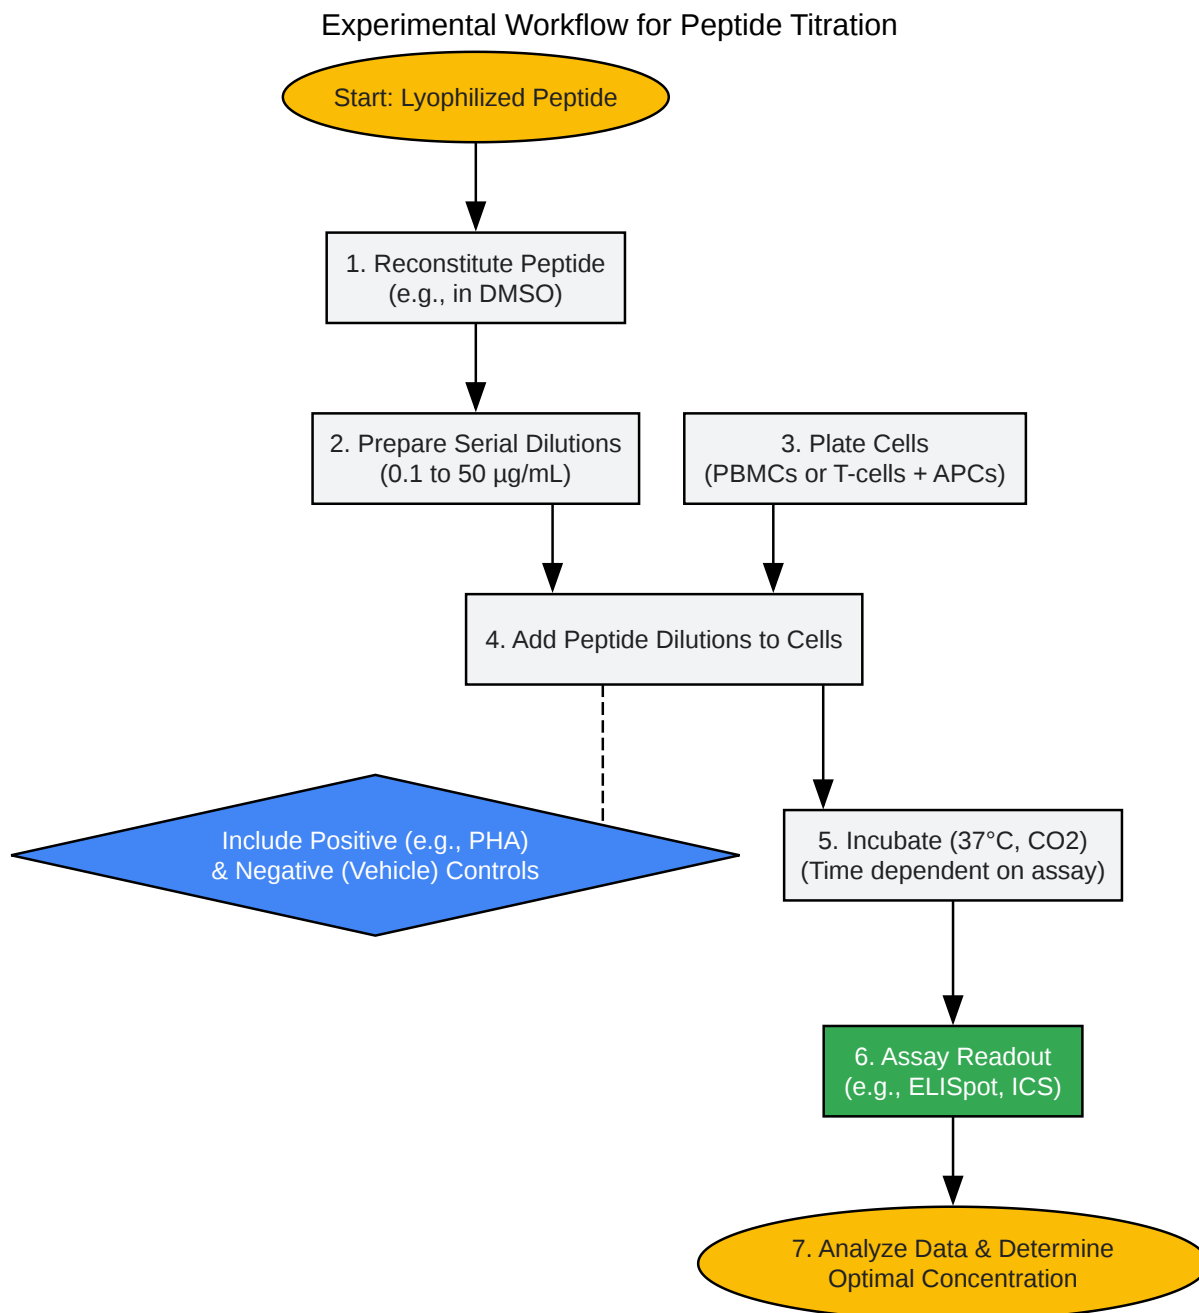 Experimental Workflow for Peptide Titration
Start: Lyophilized Peptide
1. Reconstitute Peptide
(e.g., in DMSO)
2. Prepare Serial Dilutions
(0.1 to 50 µg/mL)
3. Plate Cells
(PBMCs or T-cells + APCs)
4. Add Peptide Dilutions to Cells
Include Positive (e.g., PHA)
& Negative (Vehicle) Controls
5. Incubate (37°C, CO2)
(Time dependent on assay)
6. Assay Readout
(e.g., ELISpot, ICS)
7. Analyze Data & Determine
Optimal Concentration